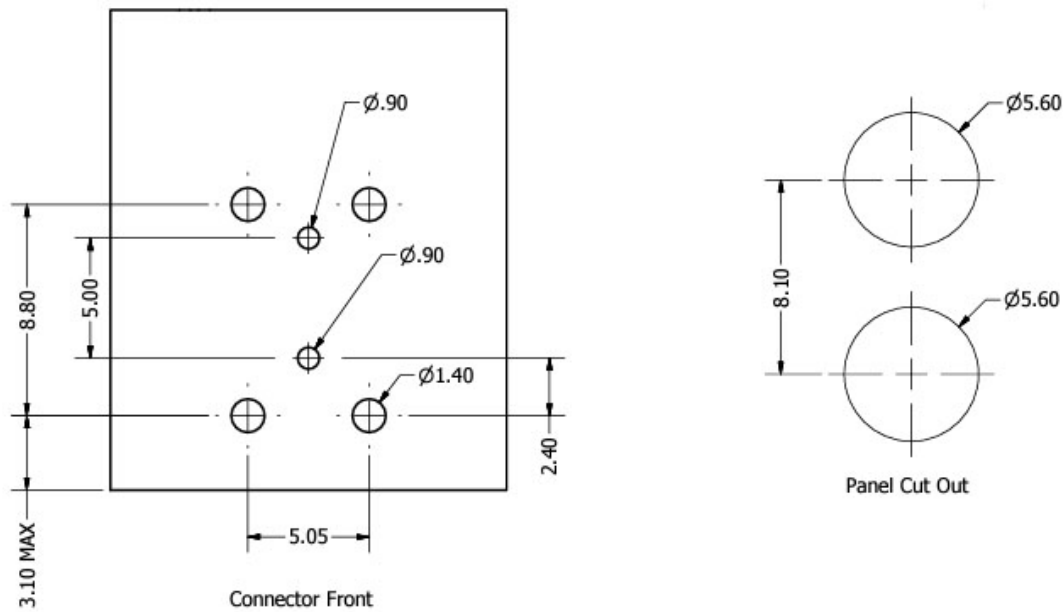 Ø.90
Ø5.60
Ø.90
5.00
8.80
8.10
Ø5.60
Ø1.40
2.40
3.10 MAX
5.05
Panel Cut Out
Connector Front